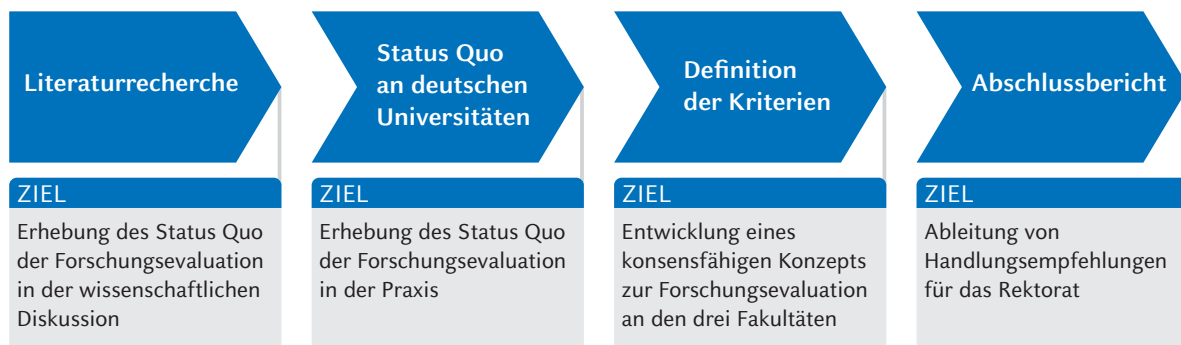 Literaturrecherche
Status Quo
an deutschen
Universitäten
Definition
der Kriterien
Abschlussbericht
ZIEL
Erhebung des Status Quo
der Forschungsevaluation
in der wissenschaftlichen
Diskussion
ZIEL
Erhebung des Status Quo
der Forschungsevaluation
in der Praxis
ZIEL
Entwicklung eines
konsensfähigen Konzepts
zur Forschungsevaluation
an den drei Fakultäten
ZIEL
Ableitung von
Handlungsempfehlungen
für das Rektorat